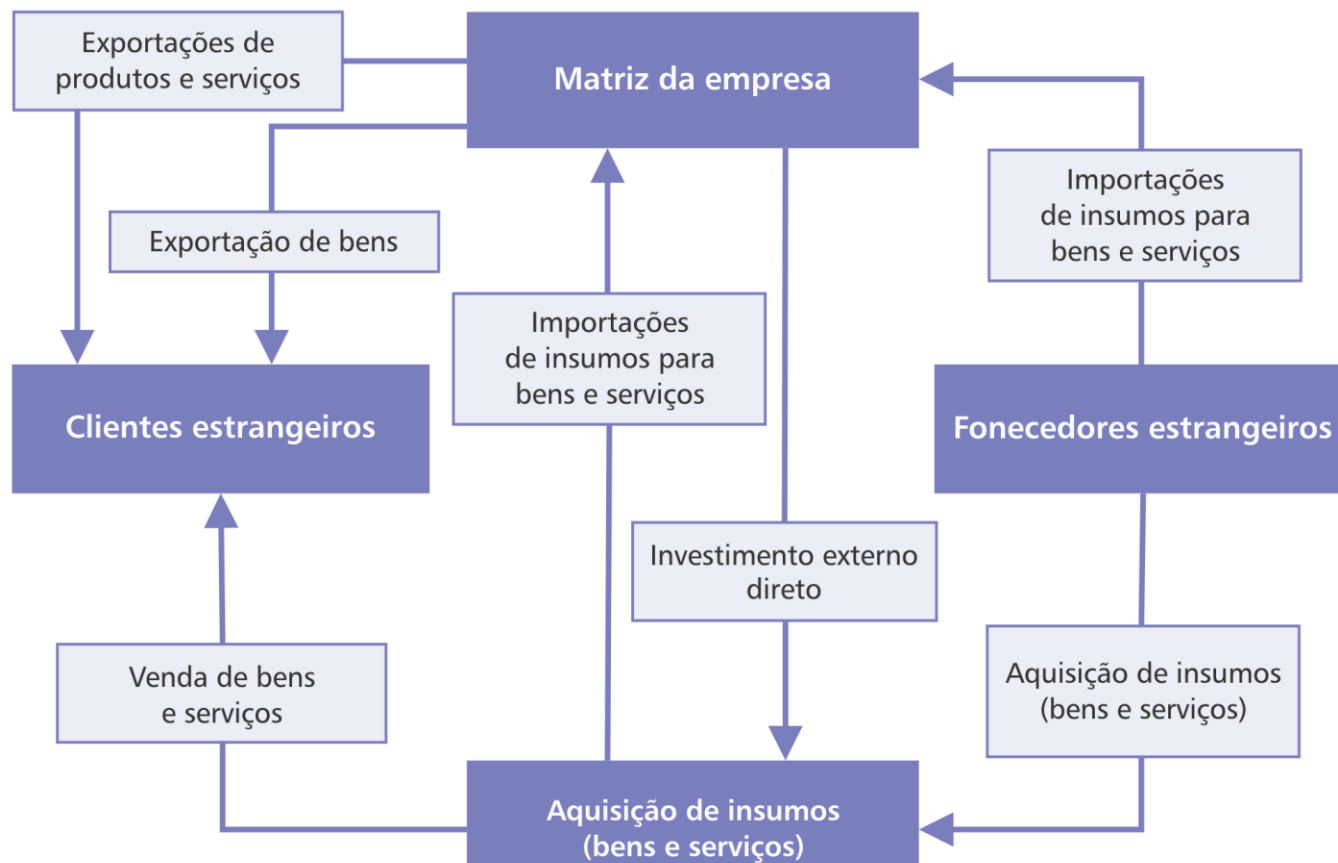 Exportações de
produtos e serviços
Matriz da empresa
Importações
de insumos para
bens e serviços
Exportação de bens
Importações
de insumos para
bens e serviços
Clientes estrangeiros
Fonecedores estrangeiros
Investimento externo
direto
Venda de bens
e serviços
Aquisição de insumos
(bens e serviços)
Aquisição de insumos
(bens e serviços)